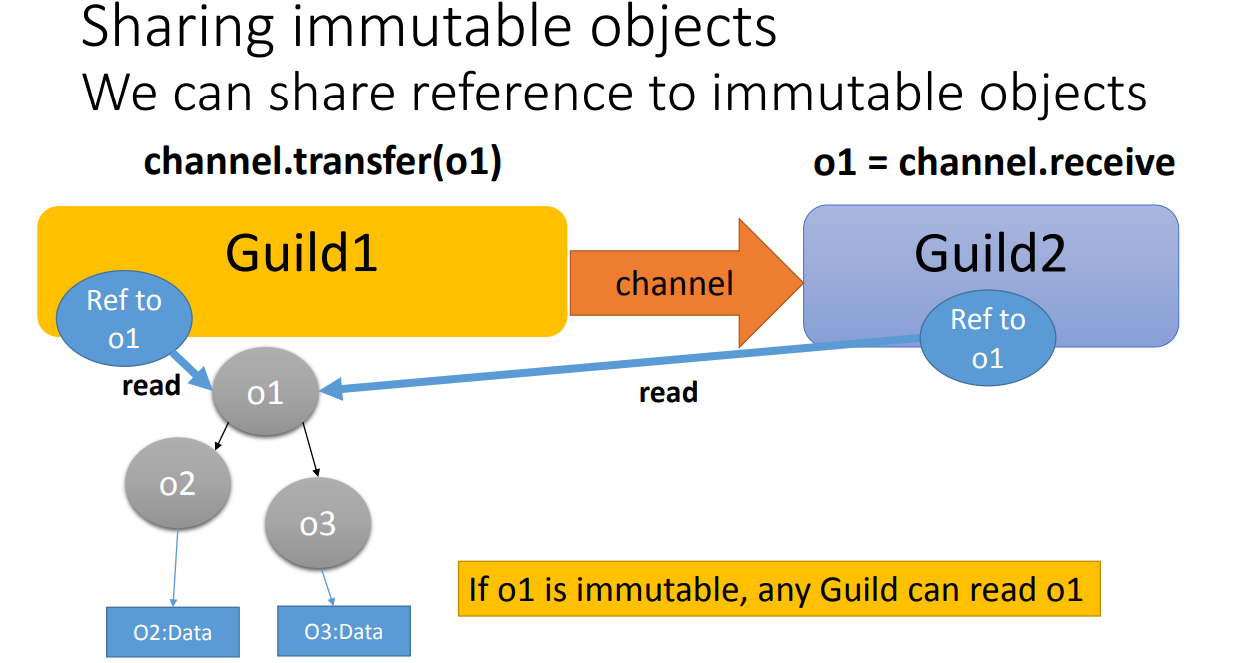 Sharing immutable objects
We can share reference to immutable objects
channel.transfer(o1)
o1 = channel.receive
Guild1
channel
Guild2
Ref to
o1
Ref to
o1
read
o1
read
o2
o3
If o1 is immutable, any Guild can read o1
O2:Data
O3:Data